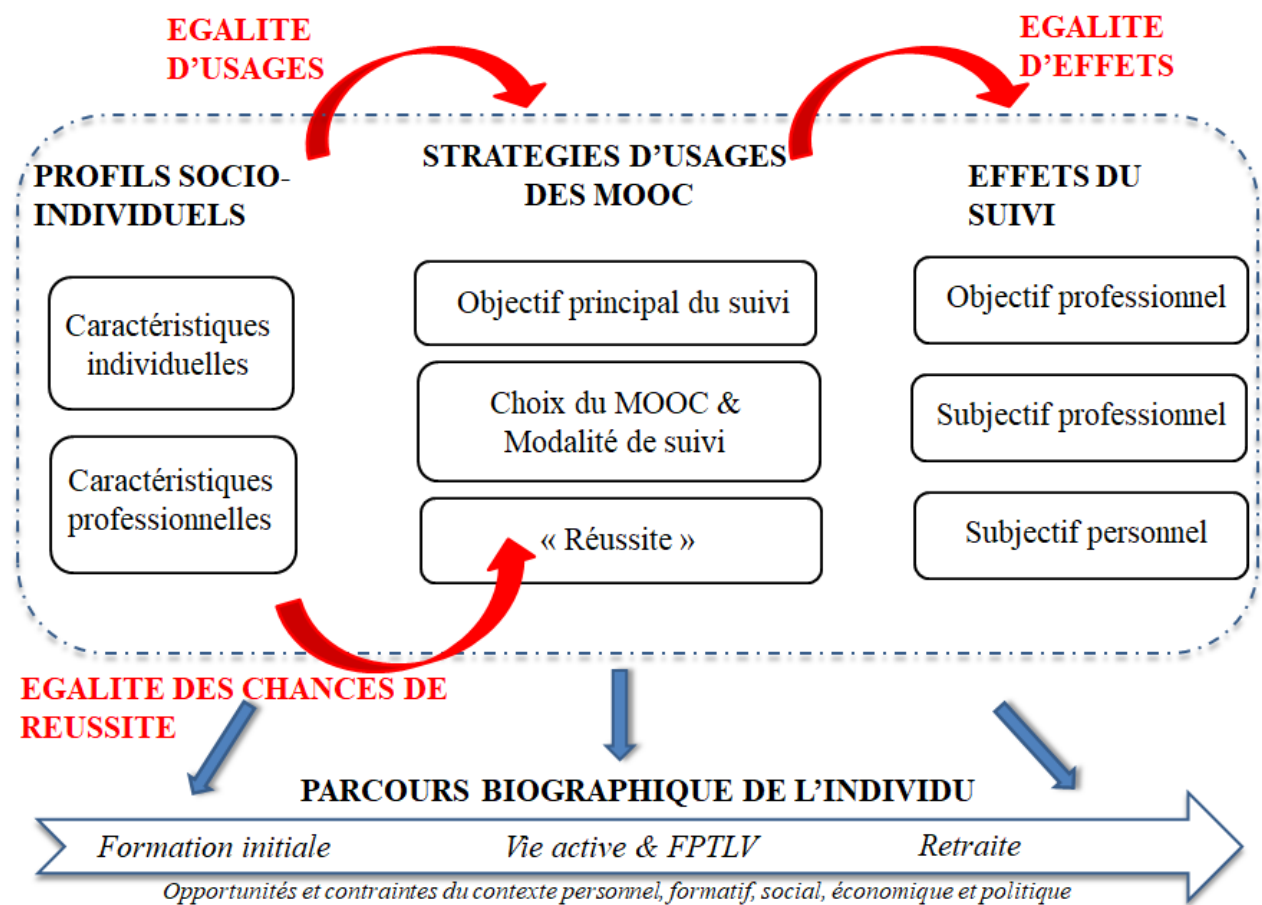 EGALITE
D’USAGES
EGALITE
D’EFFETS
PROFILS SOCIO-
INDIVIDUELS
STRATEGIES D’USAGES
DES MOOC
EFFETS DU
SUIVI
Caractéristiques
individuelles
Caractéristiques
professionnelles
Objectif principal du suivi
Choix du MOOC &
Modalité de suivi
« Réussite »
Objectif professionnel
Subjectif professionnel
Subjectif personnel
EGALITE DES CHANCES DE
REUSSITE
PARCOURS BIOGRAPHIQUE DE L’INDIVIDU
Formation initiale
Vie active & FPTLV
Retraite
Opportunités et contraintes du contexte personnel, formatif, social, économique et politique